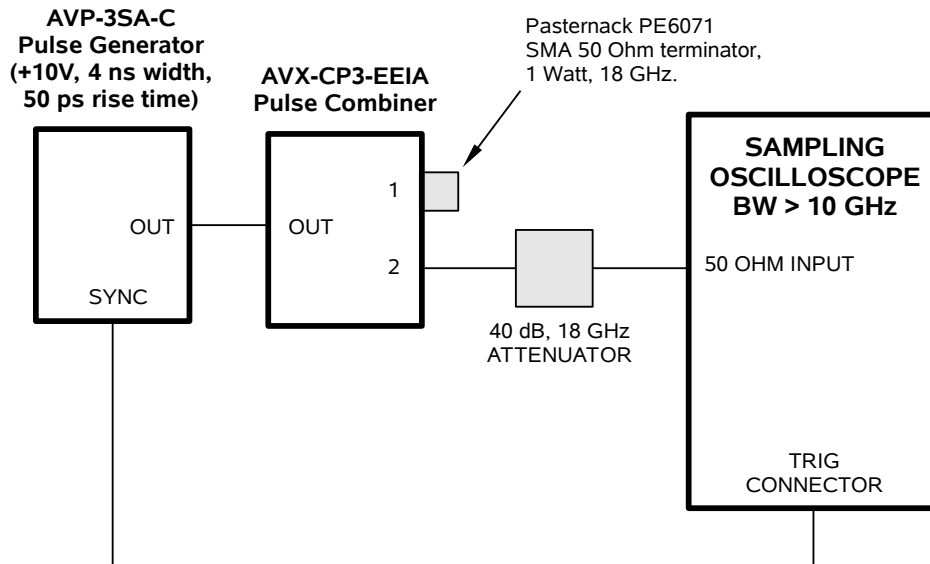 AVP-3SA-C
Pulse Generator
(+10V, 4 ns width,
50 ps rise time)
AVX-CP3-EEIA
Pulse Combiner
Pasternack PE6071
SMA 50 Ohm terminator,
1 Watt, 18 GHz.
OUT
SYNC
OUT
1
2
40 dB, 18 GHz
ATTENUATOR
SAMPLING
OSCILLOSCOPE
BW > 10 GHz
50 OHM INPUT
TRIG
CONNECTOR